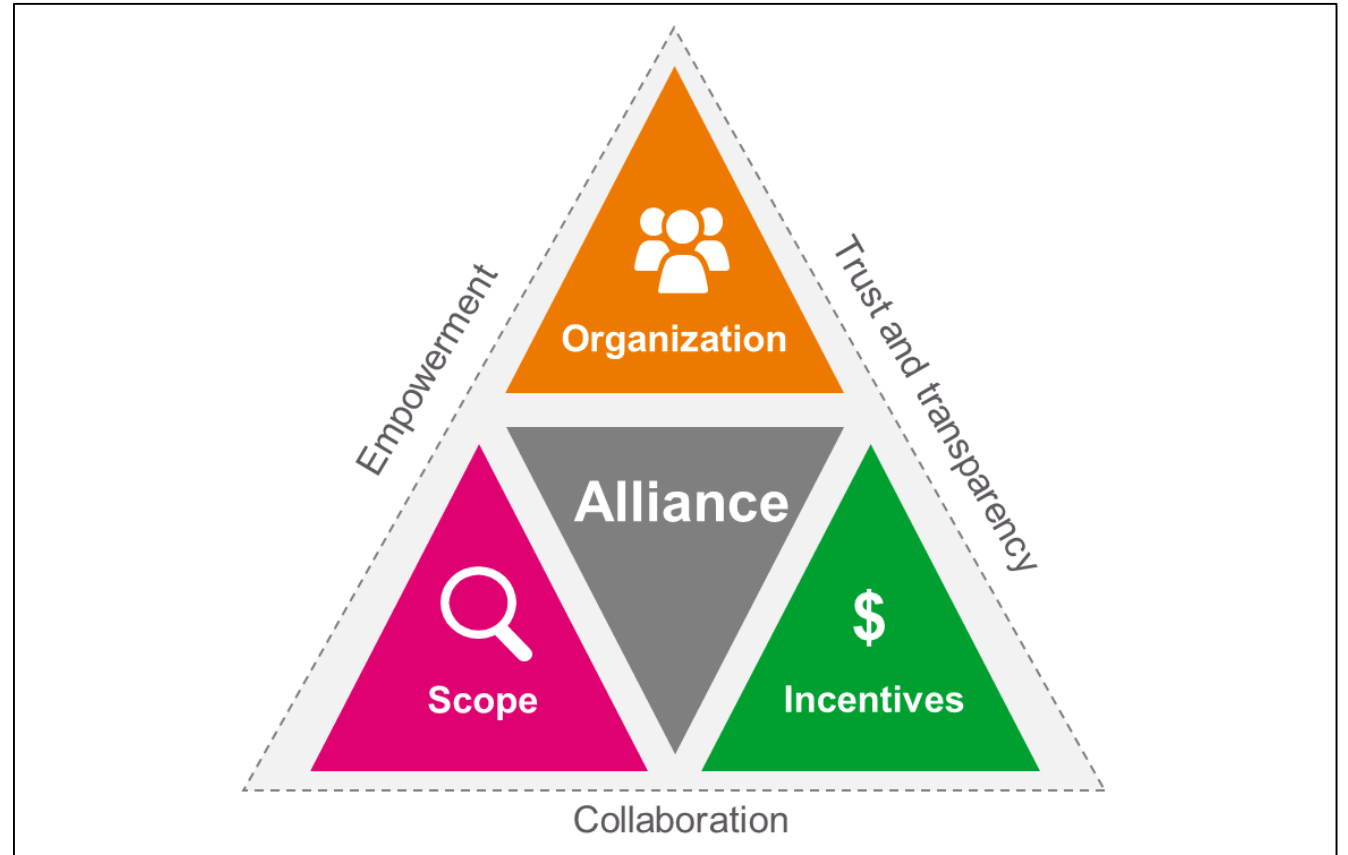 Organization
Empowerment
Trust and transparency
Alliance
$
Scope
Incentives
Collaboration